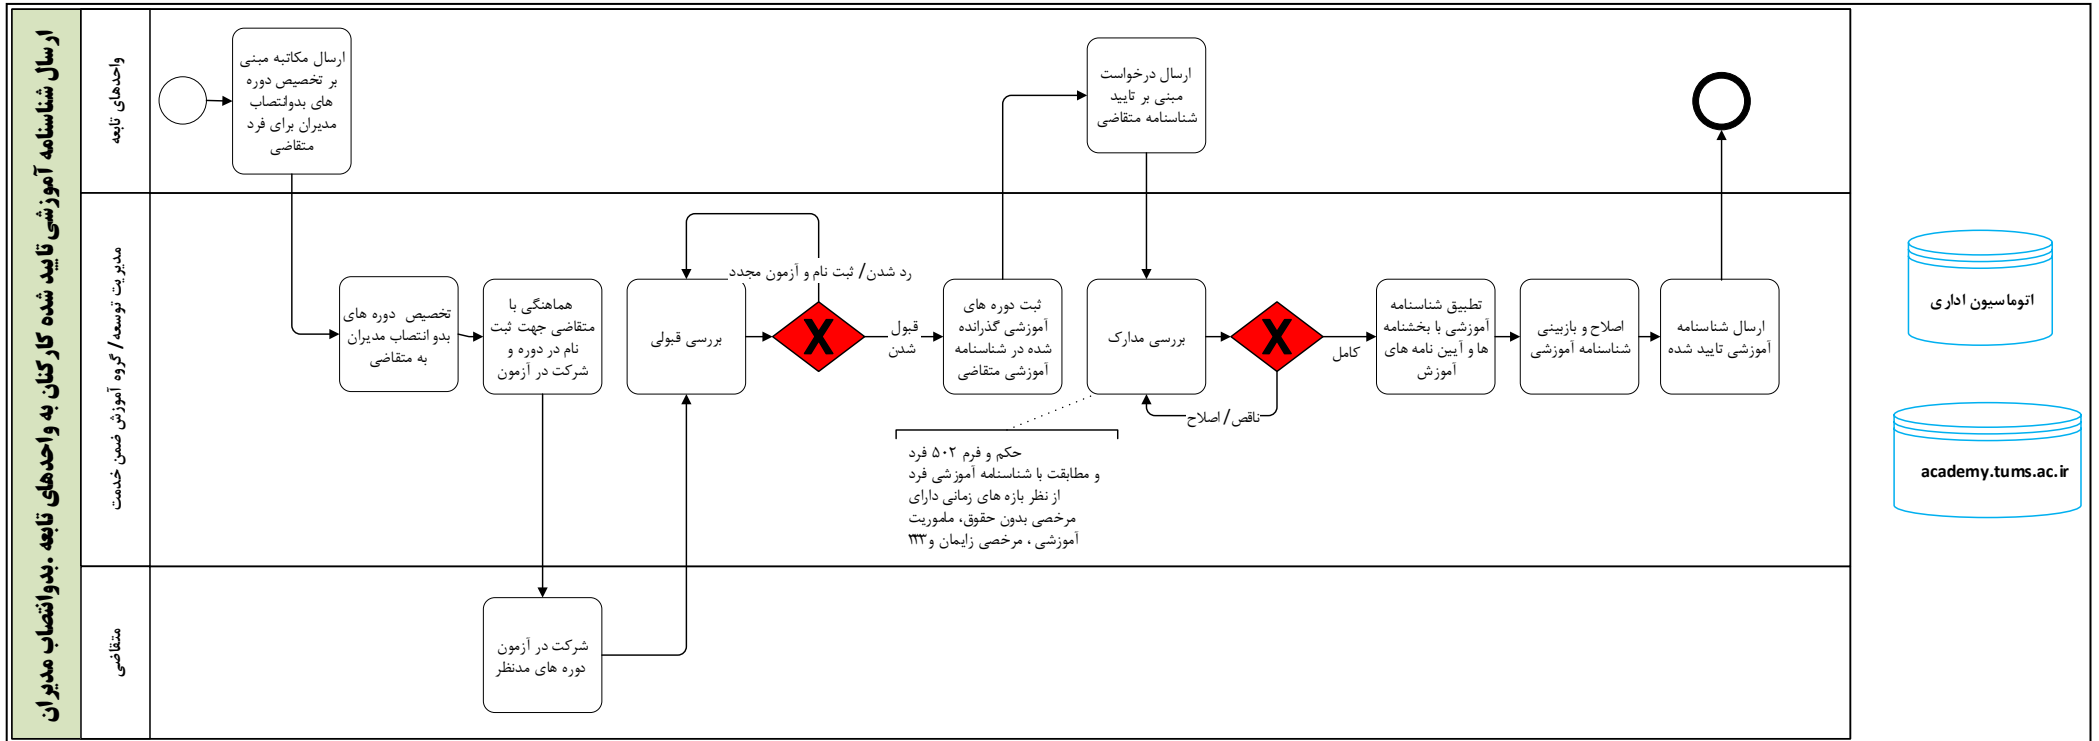 ارسال شناسنامه آموزشی تایید شده کارکنان به واحدهای تابعه .بدوانتصاب مدیران
واحدهای تابعه
ارسال مکاتبه مبنی
بر تخصیص دوره
های بدوانتصاب
مدیران برای فرد
متقاضی
ارسال درخواست
مبنی بر تایید
شناسنامه متقاضی
مدیریت توسعه/ گروه آموزش ضمن خدمت
تخصیص دوره های
بدو انتصاب مدیران
به متقاضی
هماهنگی با
متقاضی جهت ثبت
نام در دوره و
شرکت در آزمون
بررسی قبولی
رد شدن/ ثبت نام و آزمون مجدد
قبول
شدن
ثبت دوره های
آموزشی گذرانده
شده در شناسنامه
آموزشی متقاضی
بررسی مدارک
ناقص/ اصلاح
کامل
حکم و فرم ۵۰۲ فرد
و مطابقت با شناسنامه آموزشی فرد
از نظر بازه های زمانی دارای
مرخصی بدون حقوق، ماموریت
آموزشی ، مرخصی زایمان و
تطبیق شناسنامه
آموزشی با بخشنامه
ها و آیین نامه های
آموزش
اصلاح و بازبینی
شناسنامه آموزشی
ارسال شناسنامه
آموزشی تایید شده
متقاضی
شرکت در آزمون
دوره های مدنظر
اتوماسیون اداری
academy.tums.ac.ir